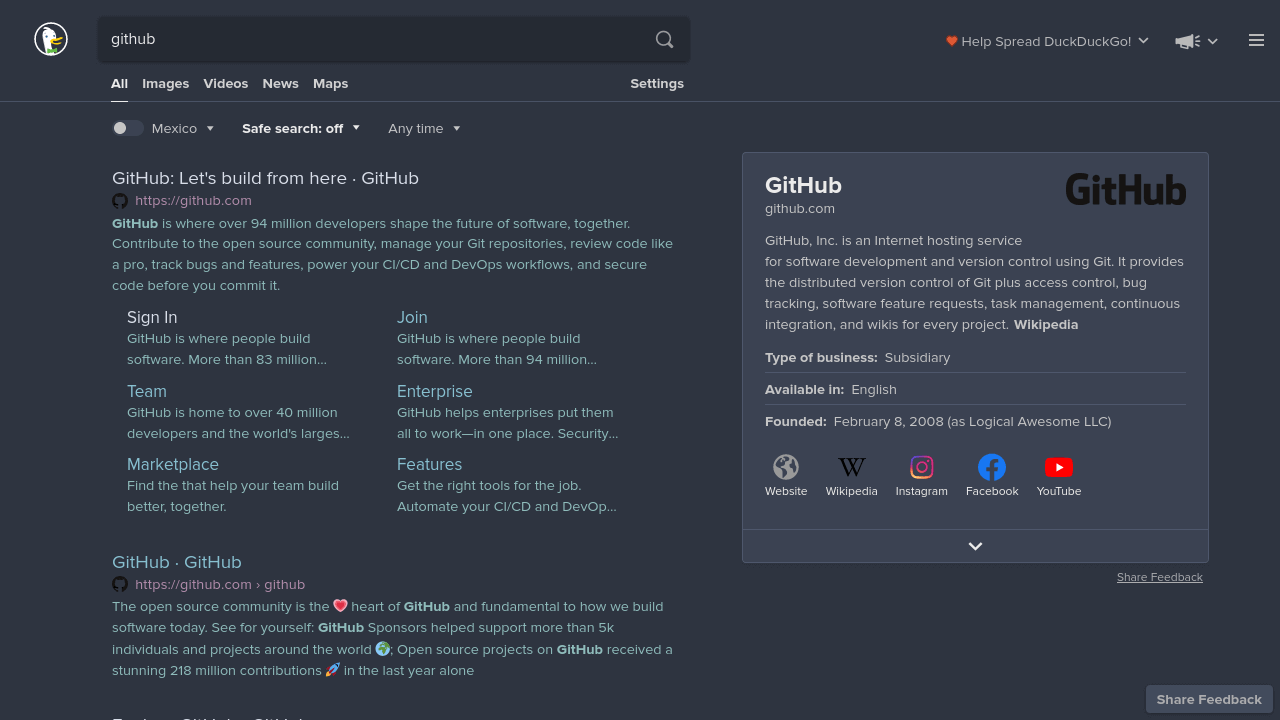 github
Help Spread DuckDuckGo!
All Images Videos News Maps Settings
Mexico Safe search: off Any time
GitHub: Let's build from here · GitHub
https://github.com
GitHub is where over 94 million developers shape the future of software, together.
Contribute to the open source community, manage your Git repositories, review code like
a pro, track bugs and features, power your CI/CD and DevOps workflows, and secure
code before you commit it.
Sign In
GitHub is where people build
software. More than 83 million...
Join
GitHub is where people build
software. More than 94 million...
Team
GitHub is home to over 40 million
developers and the world's larges...
Enterprise
GitHub helps enterprises put them
all to work—in one place. Security...
Marketplace
Get the right tools for the job.
Find the that help your team build
better, together.
Features
Get the right tools for the job.
Automate your CI/CD and DevOp...
GitHub · GitHub
https://github.com › github
The open source community is the 💗 heart of GitHub and fundamental to how we build
software today. See for yourself: GitHub Sponsors helped support more than 5k
individuals and projects around the world 🌍; Open source projects on GitHub received a
stunning 218 million contributions 🚀 in the last year alone
GitHub
GitHub
github.com
GitHub, Inc. is an Internet hosting service
for software development and version control using Git. It provides
the distributed version control of Git plus access control, bug
tracking, software feature requests, task management, continuous
integration, and wikis for every project. Wikipedia
Type of business: Subsidiary
Available in: English
Founded: February 8, 2008 (as Logical Awesome LLC)
Website Wikipedia Instagram Facebook YouTube
Share Feedback
Share Feedback